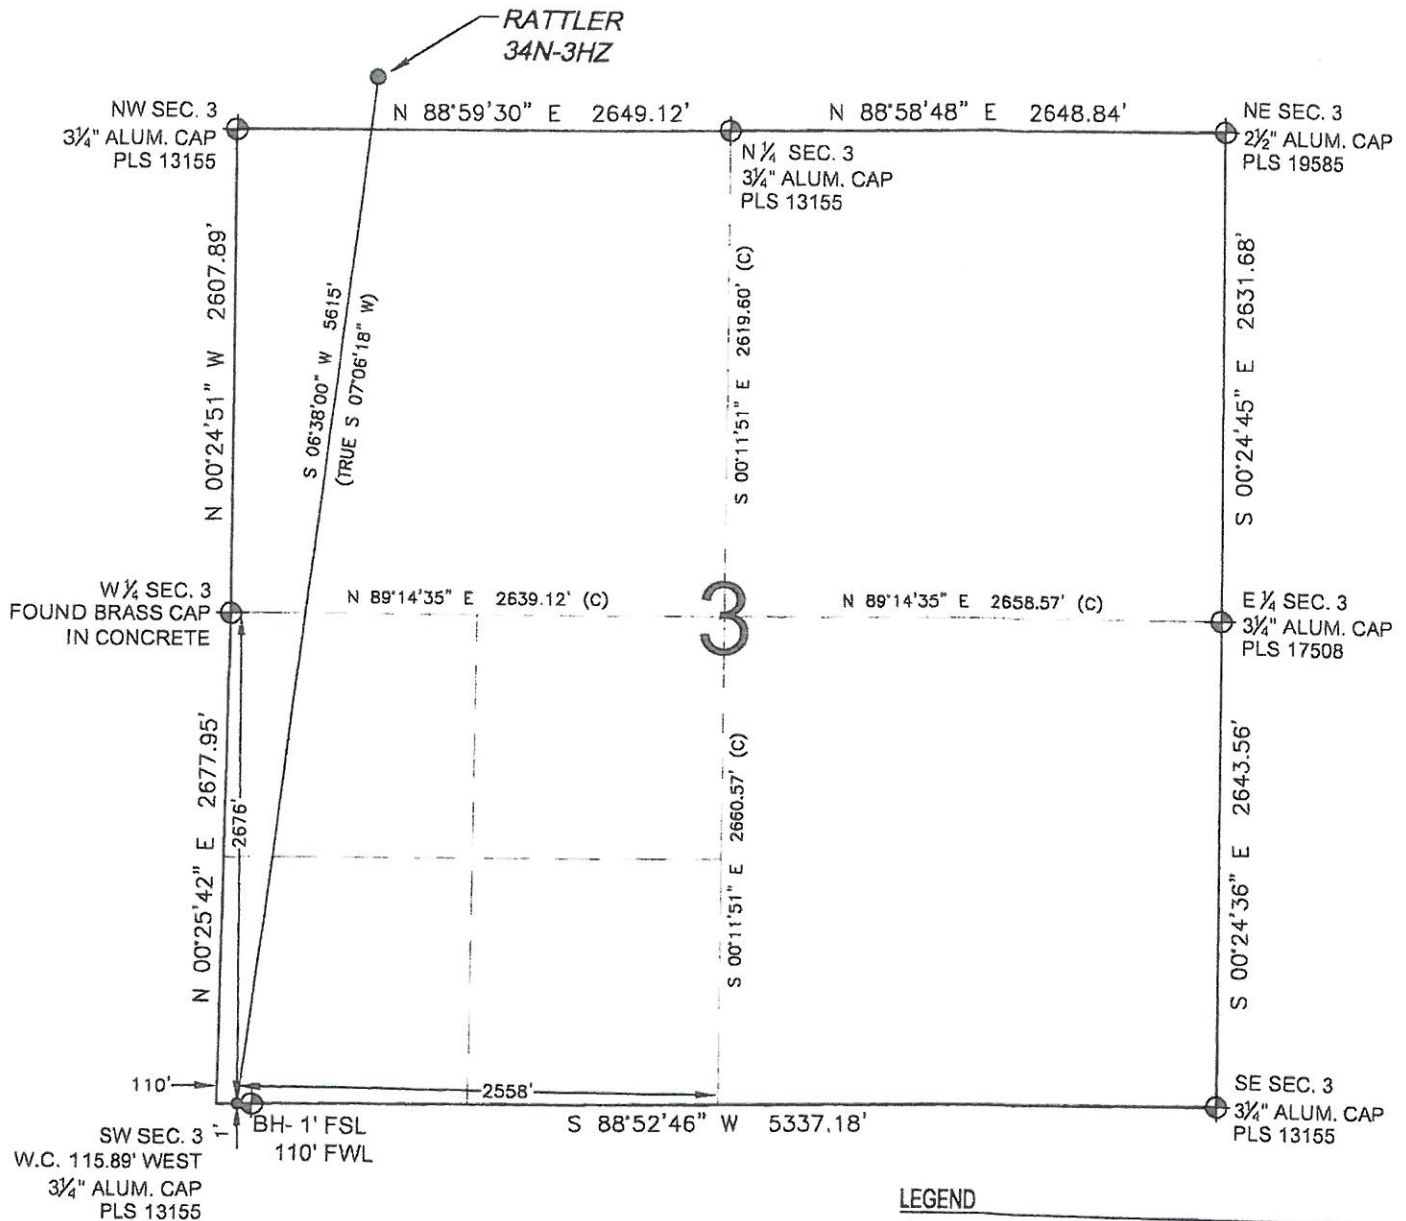 RATTLER
34N-3HZ
NW SEC. 3
3¼" ALUM. CAP
PLS 13155
N 88°59'30" E 2649.12'
N 88°58'48" E 2648.84'
NE SEC. 3
2½" ALUM. CAP
PLS 19585
N ¼ SEC. 3
3¼" ALUM. CAP
PLS 13155
N 00°24'51" W 2607.89'
S 06°38'00" W 5615'
(TRUE S 07°06'18" W)
S 00°11'51" E 2619.60' (C)
S 00°24'45" E 2631.68'
W ¼ SEC. 3
FOUND BRASS CAP
IN CONCRETE
N 89°14'35" E 2639.12' (C)
3
N 89°14'35" E 2658.57' (C)
E ¼ SEC. 3
3¼" ALUM. CAP
PLS 17508
N 00°25'42" E 2677.95'
2676'
S 00°11'51" E 2660.57' (C)
S 00°24'36" E 2643.56'
110'
2558'
1'
BH- 1' FSL
110' FWL
S 88°52'46" W 5337.18'
SE SEC. 3
3¼" ALUM. CAP
PLS 13155
SW SEC. 3
W.C. 115.89' WEST
3¼" ALUM. CAP
PLS 13155
LEGEND